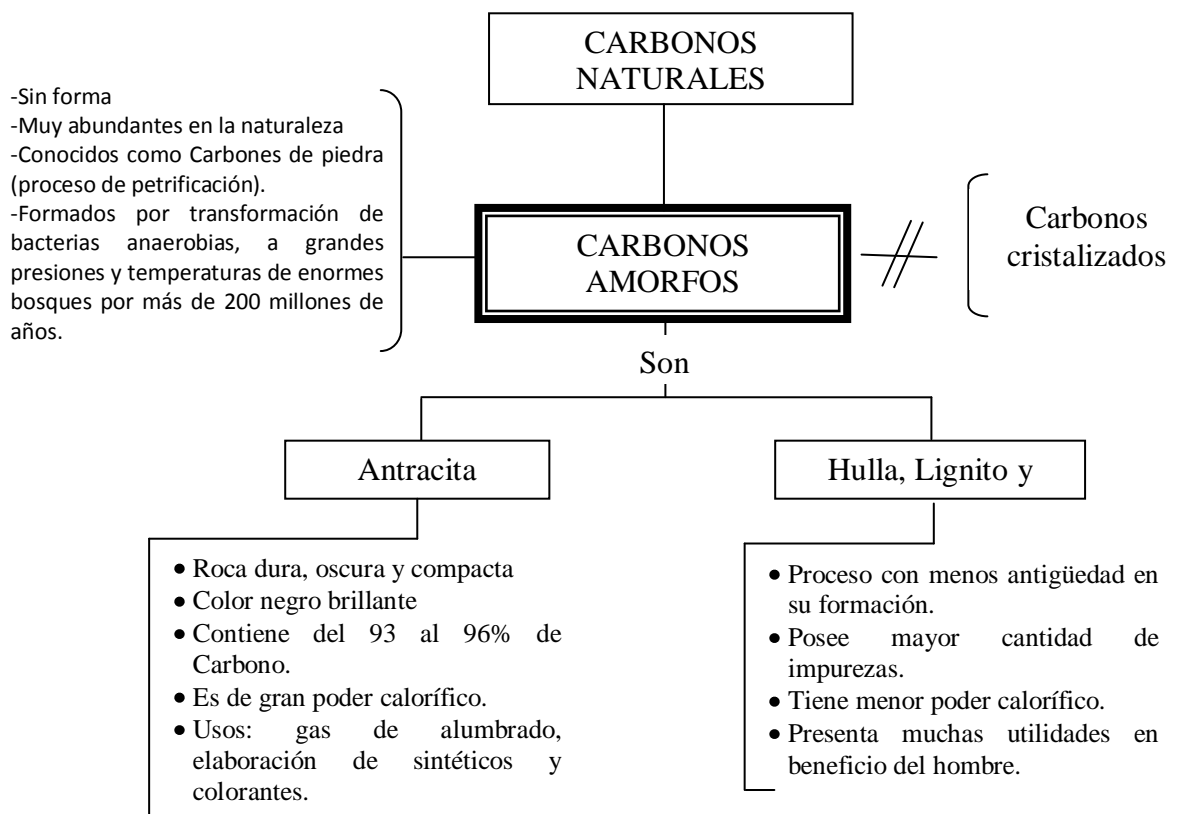 CARBONOS
NATURALES
-Sin forma
-Muy abundantes en la naturaleza
-Conocidos como Carbones de piedra
(proceso de petrificación).
-Formados por transformación de
bacterias anaerobias, a grandes
presiones y temperaturas de enormes
bosques por más de 200 millones de
años.
CARBONOS
AMORFOS
Carbonos
cristalizados
Son
Antracita
• Roca dura, oscura y compacta
• Color negro brillante
• Contiene del 93 al 96% de
Carbono.
• Es de gran poder calorífico.
• Usos: gas de alumbrado,
elaboración de sintéticos y
colorantes.
Hulla, Lignito y
• Proceso con menos antigüedad en
su formación.
• Posee mayor cantidad de
impurezas.
• Tiene menor poder calorífico.
• Presenta muchas utilidades en
beneficio del hombre.